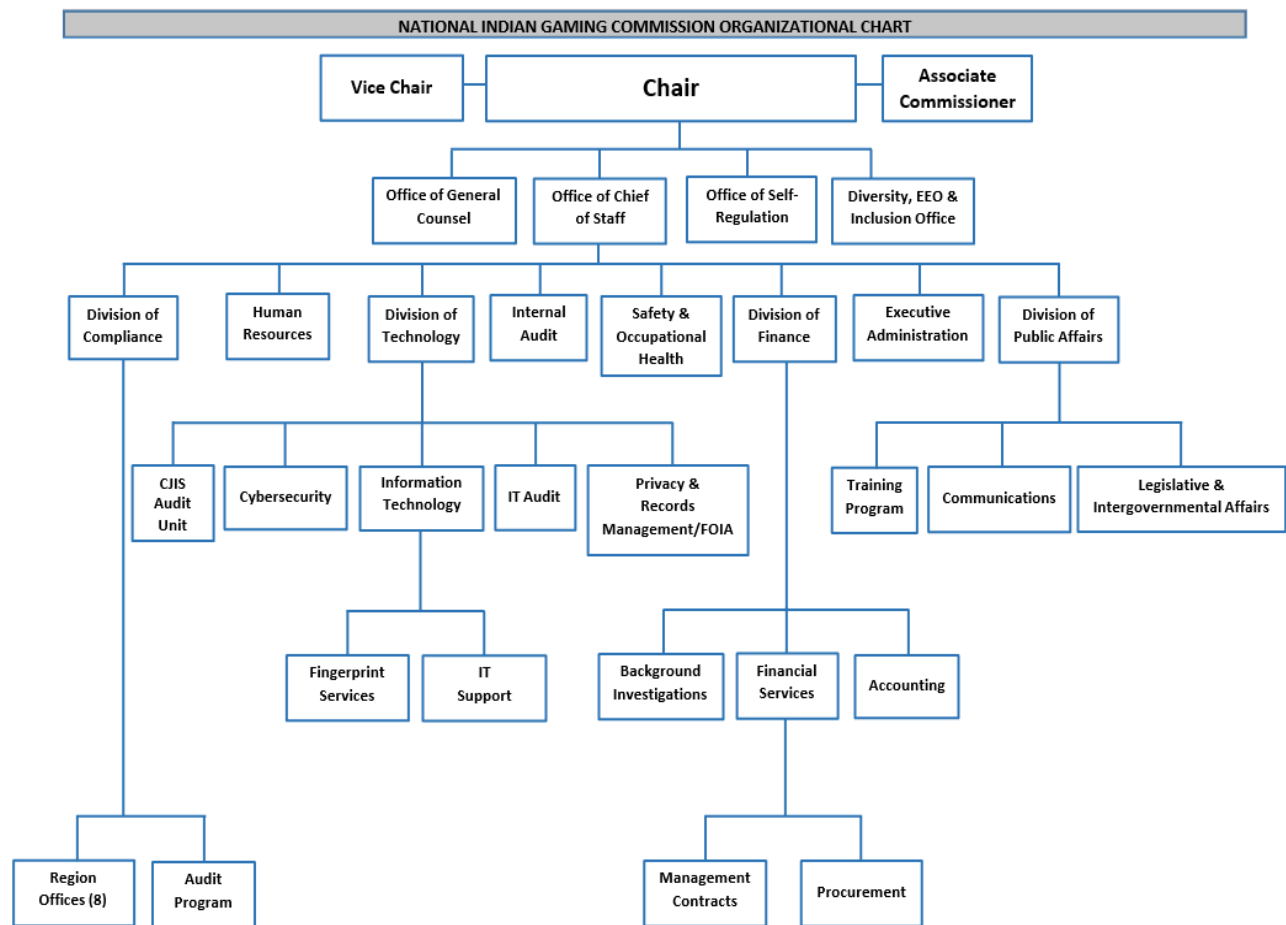 NATIONAL INDIAN GAMING COMMISSION ORGANIZATIONAL CHART
Vice Chair
Chair
Associate
Commissioner
Office of General
Counsel
Office of Chief
of Staff
Office of Self-
Regulation
Diversity, EEO &
Inclusion Office
Division of
Compliance
Human
Resources
Division of
Technology
Internal
Audit
Safety &
Occupational
Health
Division of
Finance
Executive
Administration
Division of
Public Affairs
CJIS
Audit
Unit
Cybersecurity
Information
Technology
IT Audit
Privacy &
Records
Management/FOIA
Training
Program
Communications
Legislative &
Intergovernmental Affairs
Fingerprint
Services
IT
Support
Background
Investigations
Financial
Services
Accounting
Region
Offices (8)
Audit
Program
Management
Contracts
Procurement